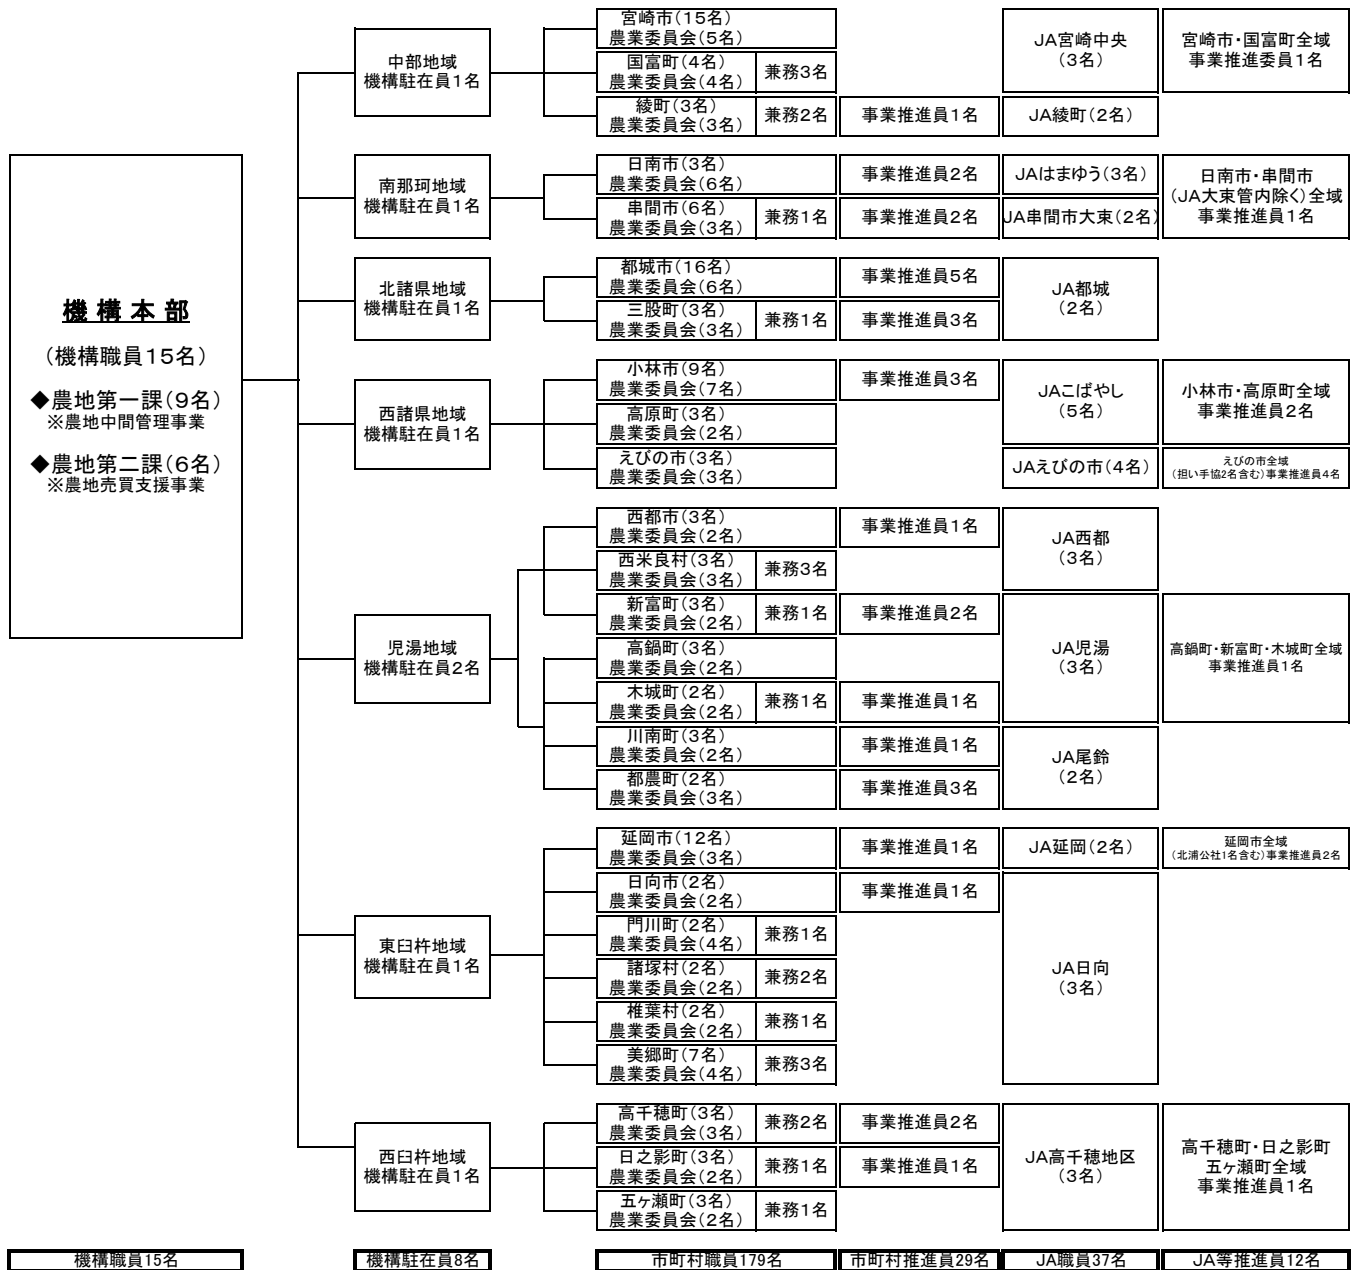 機 構 本 部
（機構職員15名）
◆農地第一課（9名）
※農地中間管理事業
◆農地第二課（6名）
※農地売買支援事業
中部地域
機構駐在員1名
宮崎市（15名）
農業委員会（5名）
国富町（4名）
農業委員会（4名）
兼務3名
綾町（3名）
農業委員会（3名）
兼務2名
事業推進員1名
JA宮崎中央
（3名）
JA綾町（2名）
宮崎市・国富町全域
事業推進委員1名
南那珂地域
機構駐在員1名
日南市（3名）
農業委員会（6名）
事業推進員2名
JAはまゆう（3名）
串間市（6名）
農業委員会（3名）
兼務1名
事業推進員2名
JA串間市大束（2名）
日南市・串間市
（JA大束管内除く）全域
事業推進員1名
北諸県地域
機構駐在員1名
都城市（16名）
農業委員会（6名）
事業推進員5名
三股町（3名）
農業委員会（3名）
兼務1名
事業推進員3名
JA都城
（2名）
西諸県地域
機構駐在員1名
小林市（9名）
農業委員会（7名）
事業推進員3名
高原町（3名）
農業委員会（2名）
えびの市（3名）
農業委員会（3名）
JAこばやし
（5名）
JAえびの市（4名）
小林市・高原町全域
事業推進員2名
えびの市全域
（担い手協2名含む）事業推進員4名
児湯地域
機構駐在員2名
西都市（3名）
農業委員会（2名）
事業推進員1名
西米良村（3名）
農業委員会（3名）
兼務3名
JA西都
（3名）
新富町（3名）
農業委員会（2名）
兼務1名
事業推進員2名
高鍋町（3名）
農業委員会（2名）
木城町（2名）
農業委員会（2名）
兼務1名
事業推進員1名
JA児湯
（3名）
高鍋町・新富町・木城町全域
事業推進員1名
川南町（3名）
農業委員会（2名）
事業推進員1名
都農町（2名）
農業委員会（3名）
事業推進員3名
JA尾鈴
（2名）
東臼杵地域
機構駐在員1名
延岡市（12名）
農業委員会（3名）
事業推進員1名
JA延岡（2名）
延岡市全域
（北浦公社1名含む）事業推進員2名
日向市（2名）
農業委員会（2名）
事業推進員1名
門川町（2名）
農業委員会（4名）
兼務1名
諸塚村（2名）
農業委員会（2名）
兼務2名
椎葉村（2名）
農業委員会（2名）
兼務1名
美郷町（7名）
農業委員会（4名）
兼務3名
JA日向
（3名）
西臼杵地域
機構駐在員1名
高千穂町（3名）
農業委員会（3名）
兼務2名
事業推進員2名
日之影町（3名）
農業委員会（2名）
兼務1名
事業推進員1名
五ヶ瀬町（3名）
農業委員会（2名）
兼務1名
JA高千穂地区
（3名）
高千穂町・日之影町
五ヶ瀬町全域
事業推進員1名
機構職員15名
機構駐在員8名
市町村職員179名
市町村推進員29名
JA職員37名
JA等推進員12名